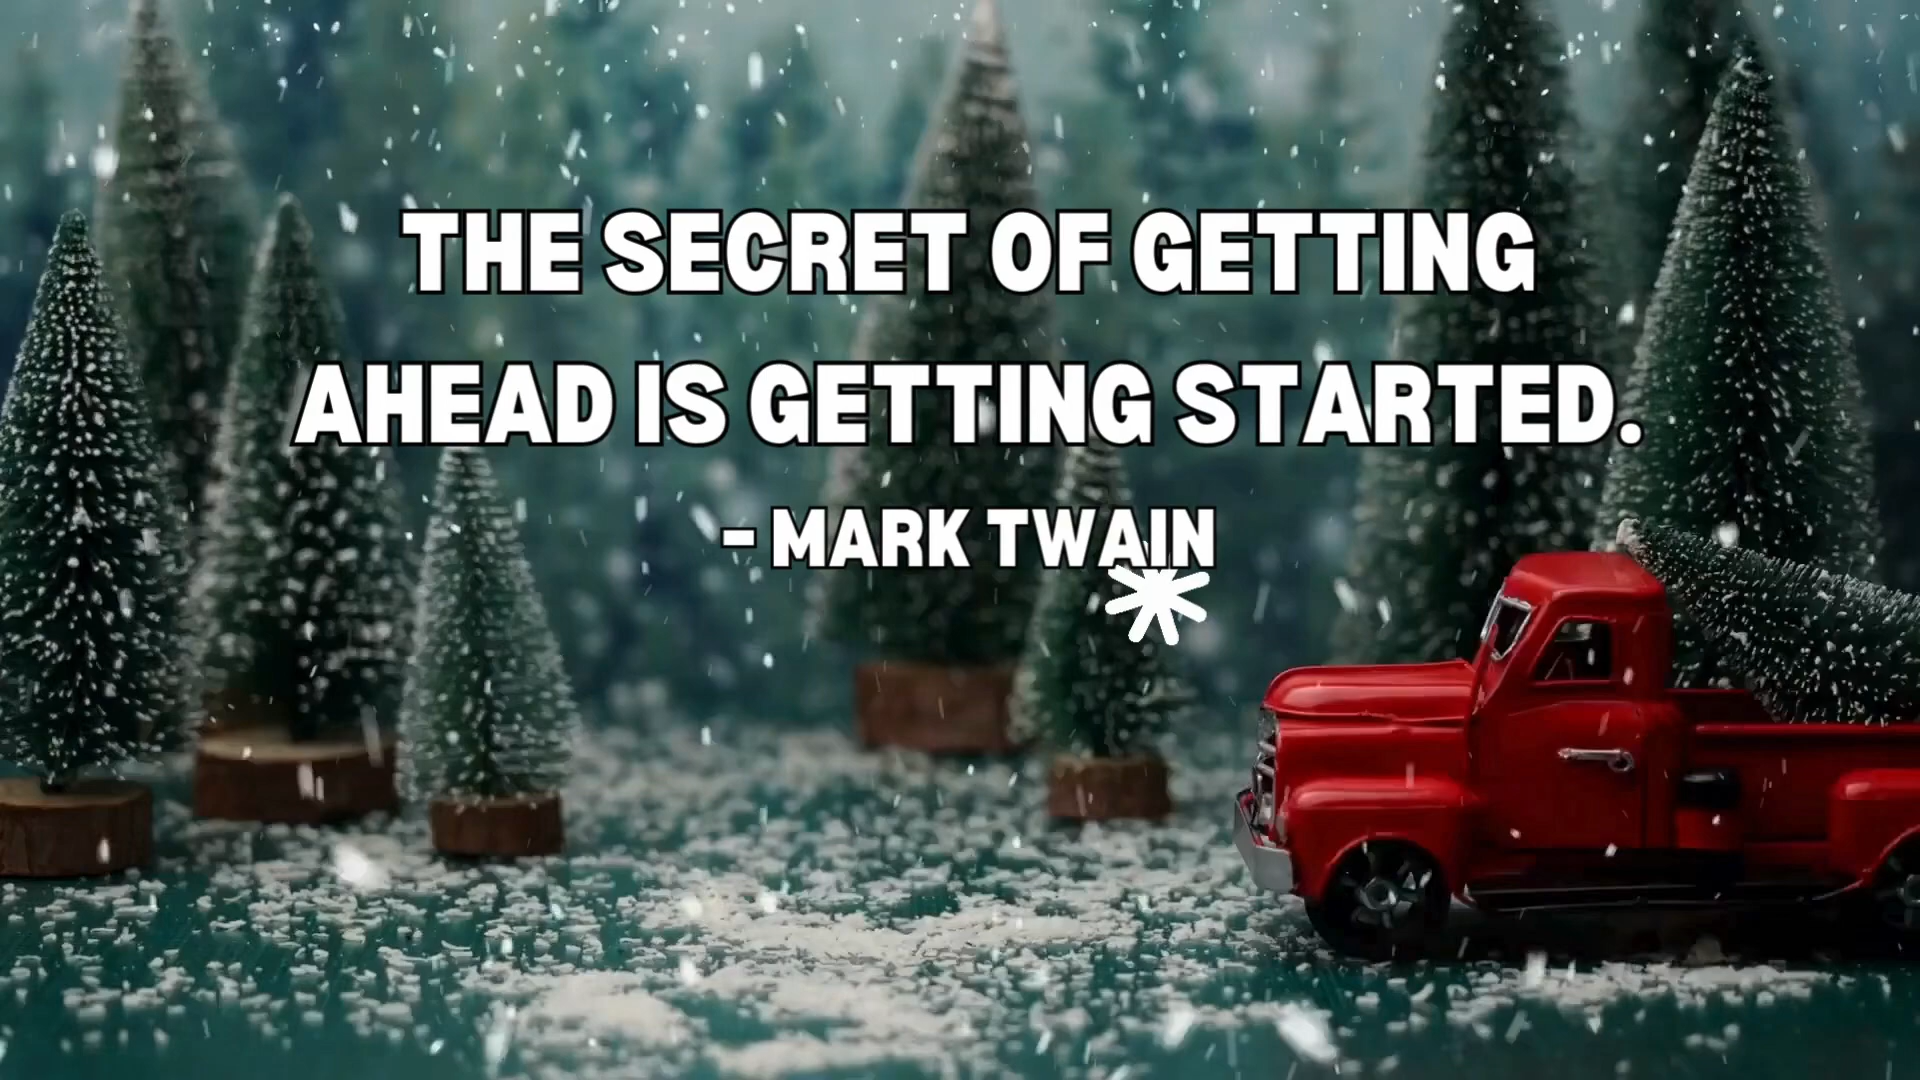 THE SECRET OF GETTING
AHEAD IS GETTING STARTED.
- MARK TWAIN